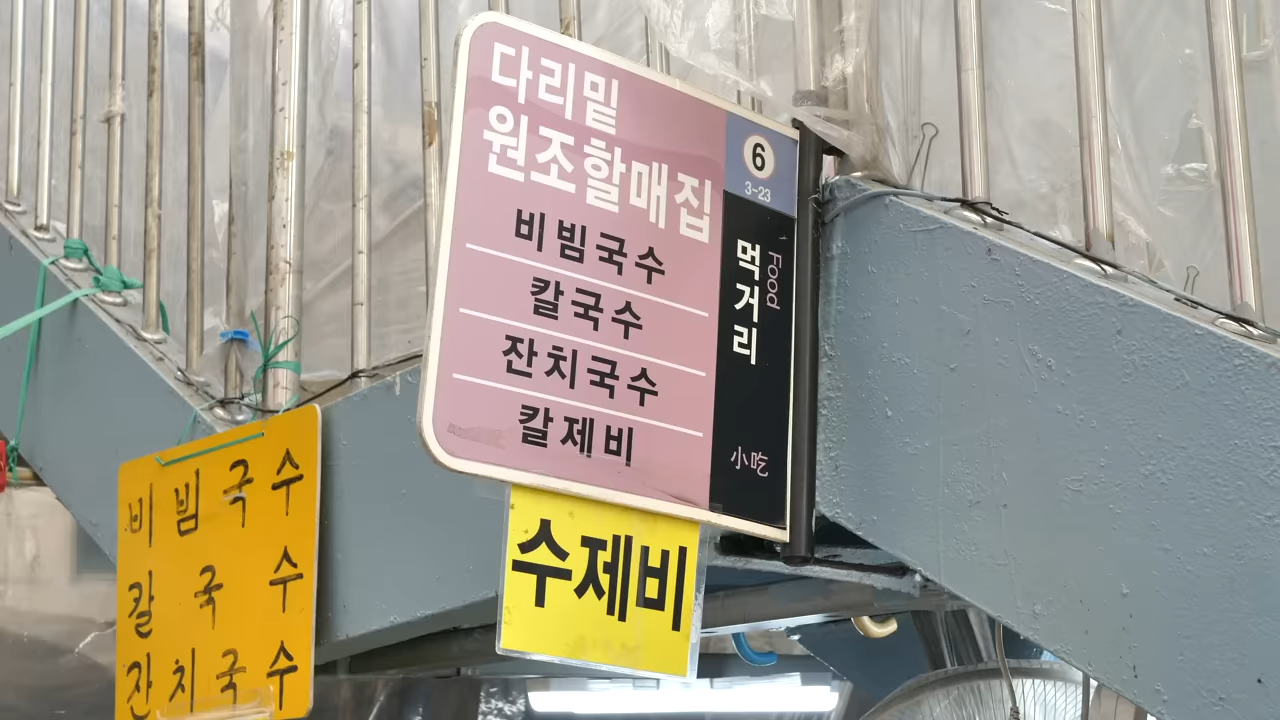 다리밑
원조할매집
비빔국수
칼국수
잔치국수
칼제비
6
3-23
먹거리
Food
小吃
수제비
비빔국수
칼국수
잔치국수